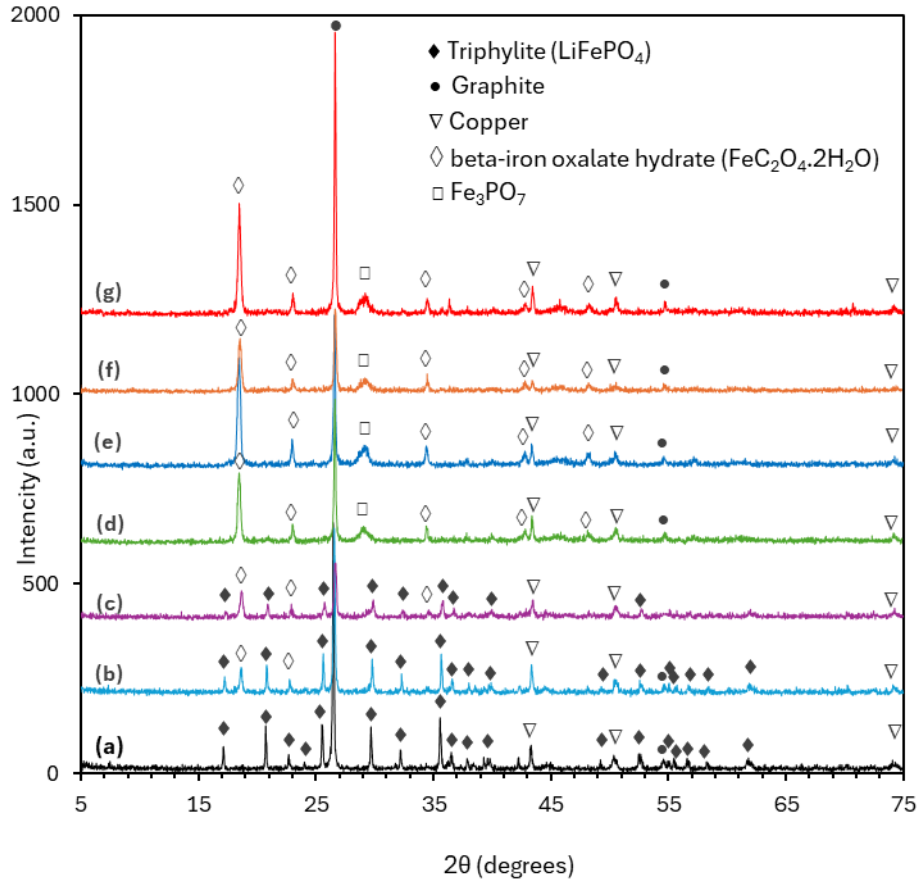 2000
Triphylite (LiFePO₄)
Graphite
Copper
beta-iron oxalate hydrate (FeC₂O₄.2H₂O)
Fe₃PO₇
1500
(g)
(f)
1000
(e)
(d)
500
(c)
(b)
(a)
0
Intencity (a.u.)
5 15 25 35 45 55 65 75
2θ (degrees)